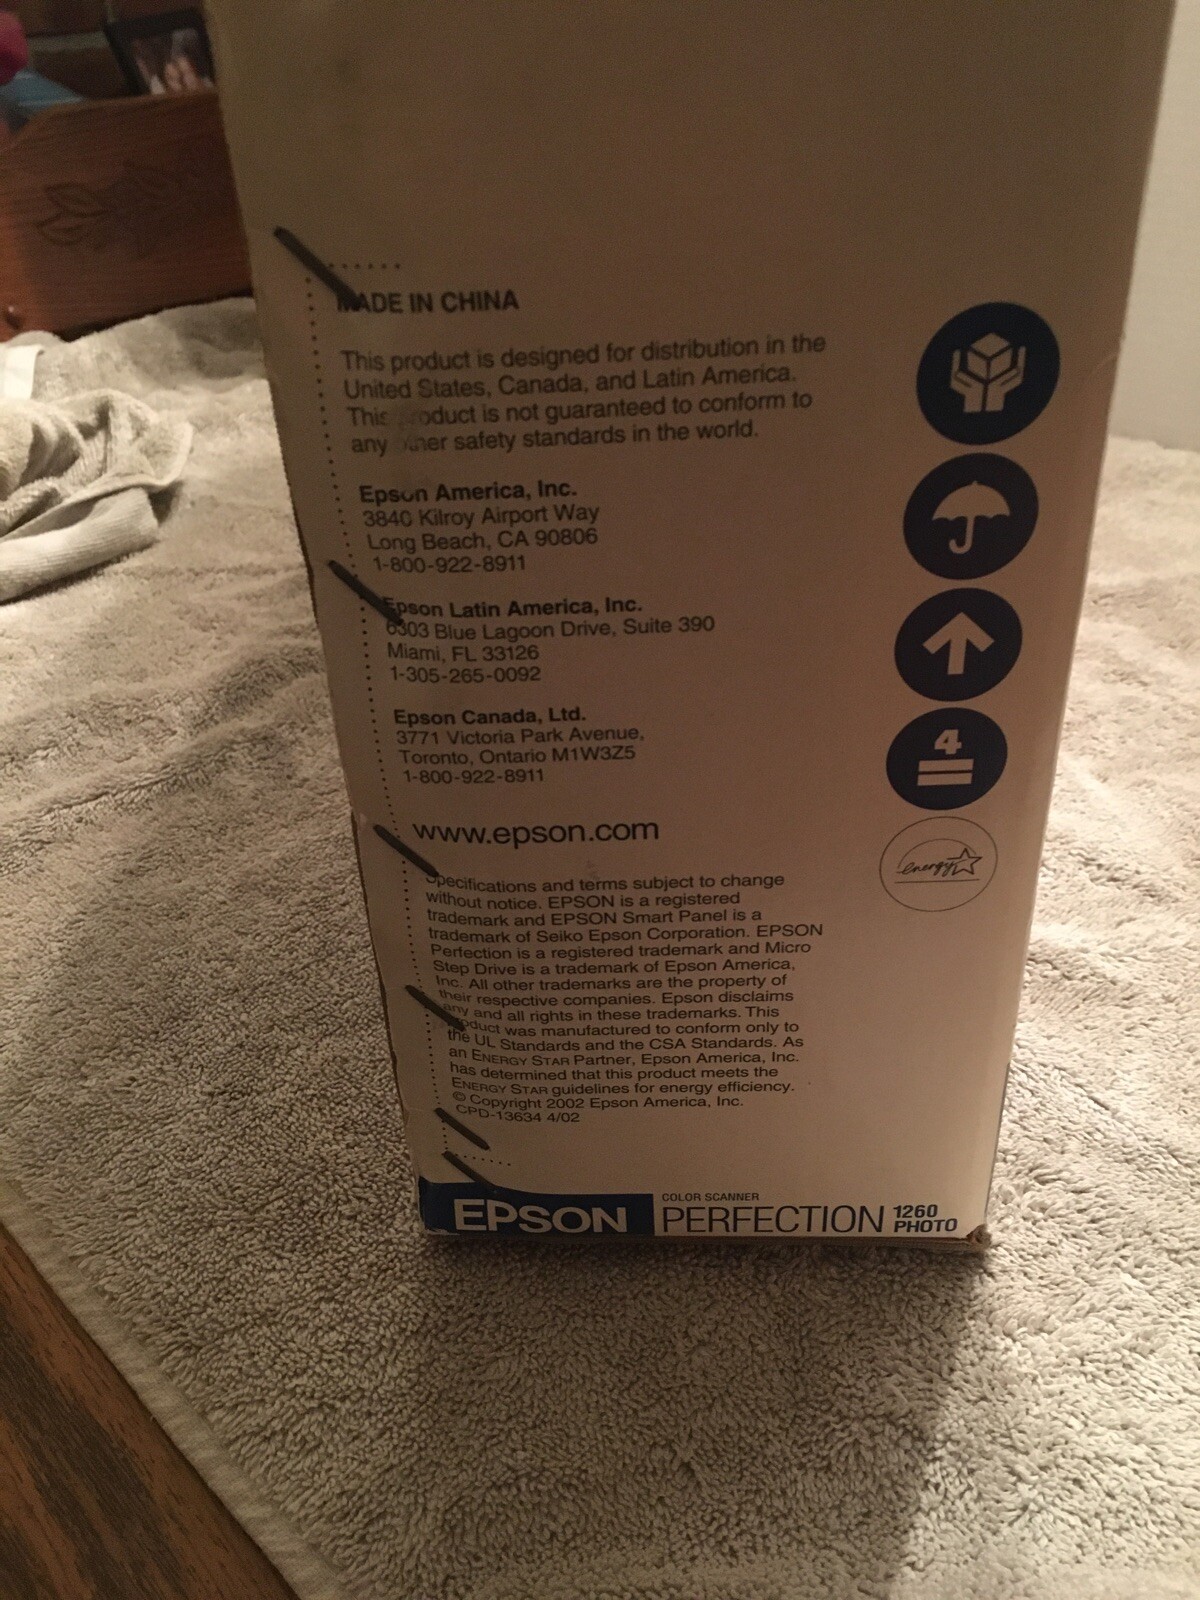 MADE IN CHINA
This product is designed for distribution in the
United States, Canada, and Latin America.
This product is not guaranteed to conform to
any other safety standards in the world.
Epson America, Inc.
3840 Kilroy Airport Way
Long Beach, CA 90806
1-800-922-8911
Epson Latin America, Inc.
6303 Blue Lagoon Drive, Suite 390
Miami, FL 33126
1-305-265-0092
Epson Canada, Ltd.
3771 Victoria Park Avenue,
Toronto, Ontario M1W3Z5
1-800-922-8911
www.epson.com
Specifications and terms subject to change
without notice. EPSON is a registered
trademark and EPSON Smart Panel is a
trademark of Seiko Epson Corporation. EPSON
Perfection is a registered trademark and Micro
Step Drive is a trademark of Epson America,
Inc. All other trademarks are the property of
their respective companies. Epson disclaims
any and all rights in these trademarks. This
product was manufactured to conform only to
the UL Standards and the CSA Standards. As
an ENERGY STAR Partner, Epson America, Inc.
has determined that this product meets the
ENERGY STAR guidelines for energy efficiency.
© Copyright 2002 Epson America, Inc.
CPD-13634 4/02
4
energy
EPSON
COLOR SCANNER
PERFECTION 1260
PHOTO